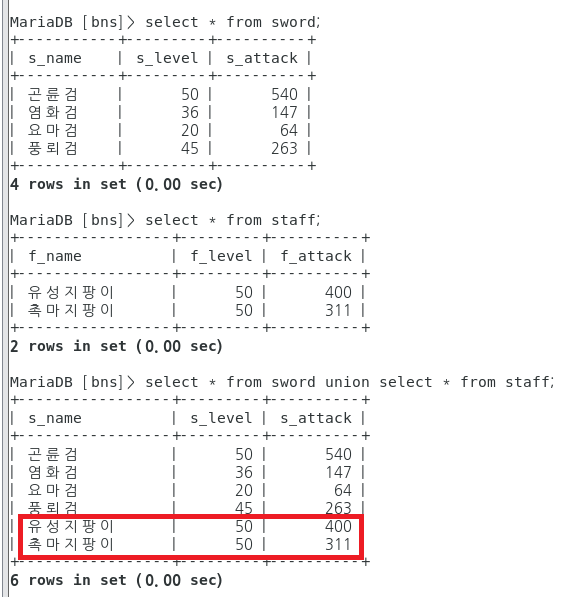 MariaDB [bns]> select * from sword;
+-----------+---------+----------+
| s_name    | s_level | s_attack |
+-----------+---------+----------+
| 곤륜검    |      50 |      540 |
| 염화검    |      36 |      147 |
| 요마검    |      20 |       64 |
| 풍뢰검    |      45 |      263 |
+-----------+---------+----------+
4 rows in set (0.00 sec)
MariaDB [bns]> select * from staff;
+-----------------+---------+----------+
| f_name          | f_level | f_attack |
+-----------------+---------+----------+
| 유성지팡이      |      50 |      400 |
| 촉마지팡이      |      50 |      311 |
+-----------------+---------+----------+
2 rows in set (0.00 sec)
MariaDB [bns]> select * from sword union select * from staff;
+-----------------+---------+----------+
| s_name          | s_level | s_attack |
+-----------------+---------+----------+
| 곤륜검          |      50 |      540 |
| 염화검          |      36 |      147 |
| 요마검          |      20 |       64 |
| 풍뢰검          |      45 |      263 |
| 유성지팡이      |      50 |      400 |
| 촉마지팡이      |      50 |      311 |
+-----------------+---------+----------+
6 rows in set (0.00 sec)